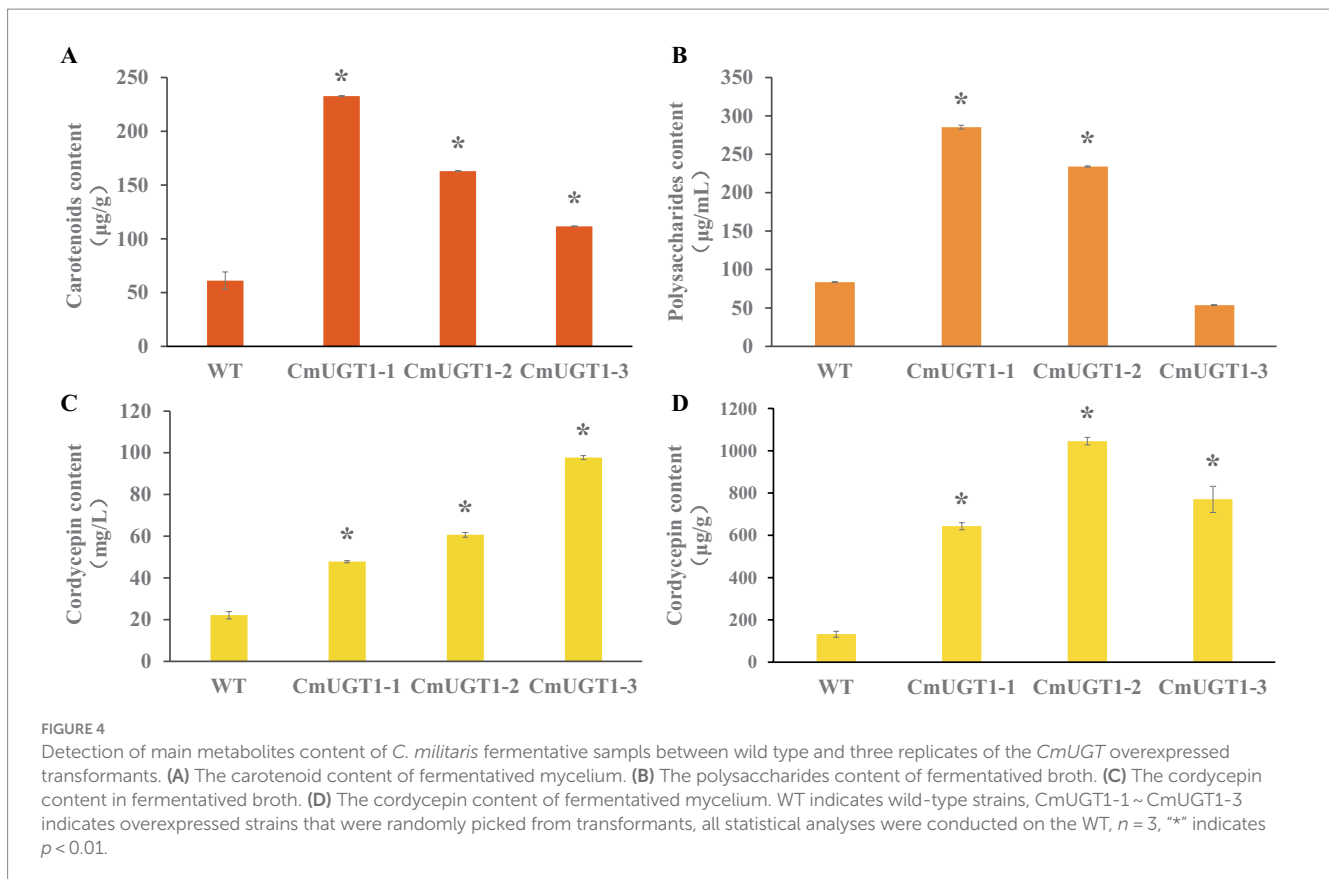 A
Carotenoids content
(μg/g)
250
200
150
100
50
0
*
*
*
WT CmUGT1-1 CmUGT1-2 CmUGT1-3
B
Polysaccharides content
(μg/mL)
350
300
250
200
150
100
50
0
*
*
WT CmUGT1-1 CmUGT1-2 CmUGT1-3
C
Cordycepin content
(mg/L)
120
100
80
60
40
20
0
*
*
*
WT CmUGT1-1 CmUGT1-2 CmUGT1-3
D
Cordycepin content
(μg/g)
1200
1000
800
600
400
200
0
*
*
*
WT CmUGT1-1 CmUGT1-2 CmUGT1-3
FIGURE 4
Detection of main metabolites content of C. militaris fermentative sampls between wild type and three replicates of the CmUGT overexpressed
transformants. (A) The carotenoid content of fermentatived mycelium. (B) The polysaccharides content of fermentatived broth. (C) The cordycepin
content in fermentatived broth. (D) The cordycepin content of fermentatived mycelium. WT indicates wild-type strains, CmUGT1-1 ~ CmUGT1-3
indicates overexpressed strains that were randomly picked from transformants, all statistical analyses were conducted on the WT, n = 3, "*" indicates
p < 0.01.